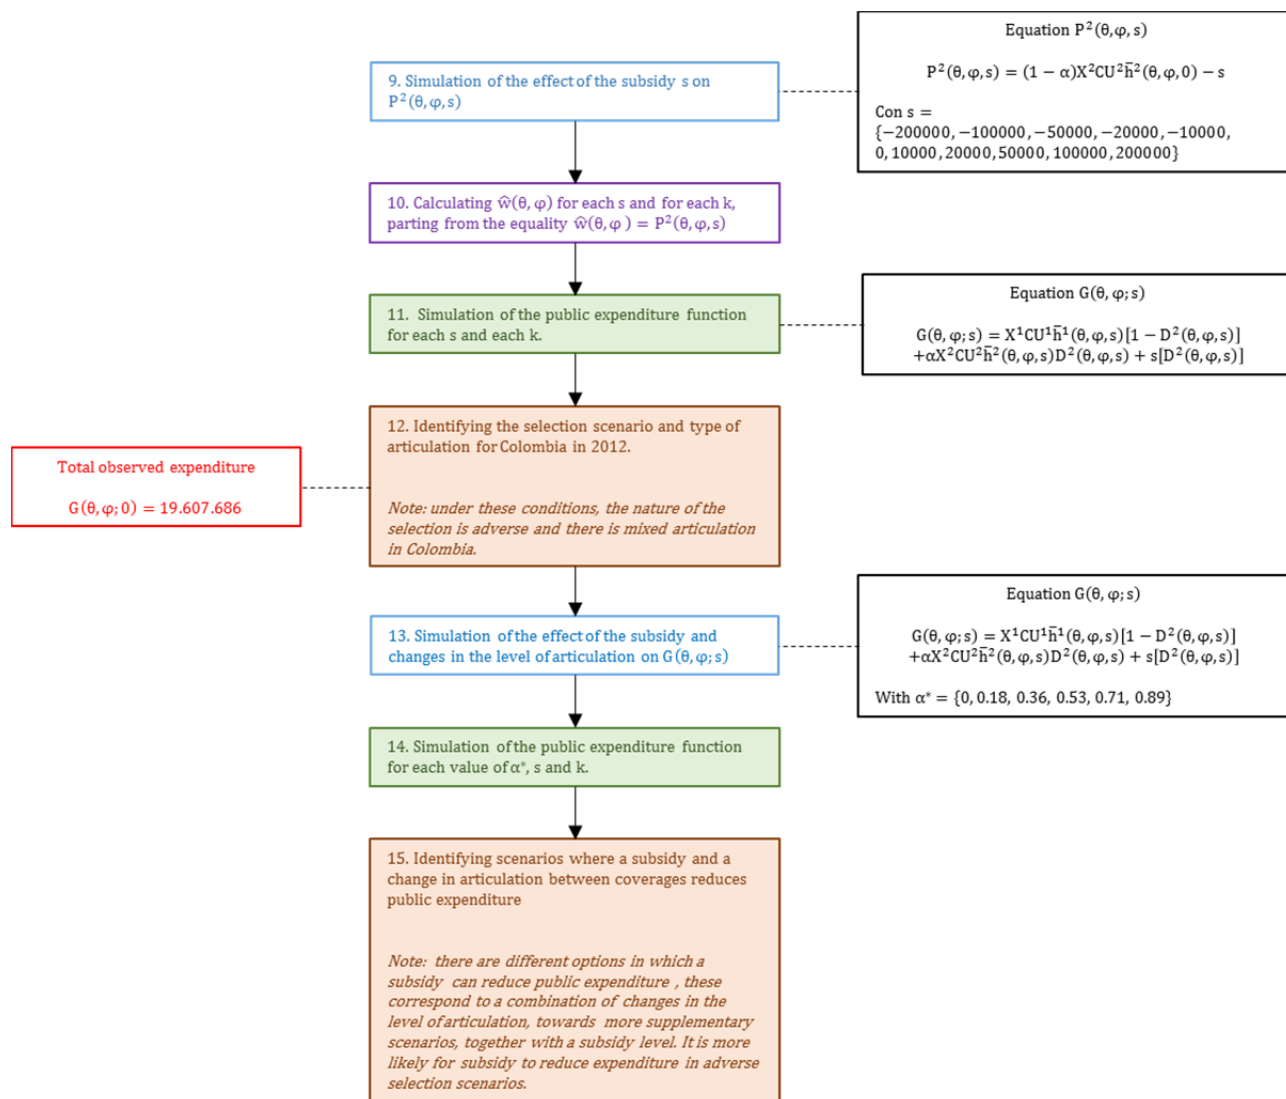 Equation P²(θ,φ,s)
P²(θ,φ,s) = (1 − α)X²CU²h̄²(θ,φ,0) − s
Con s =
{−200000,−100000,−50000,−20000,−10000,
0,10000,20000,50000,100000,200000}
9. Simulation of the effect of the subsidy s on
P²(θ,φ,s)
10. Calculating ŵ(θ,φ) for each s and for each k,
parting from the equality ŵ(θ,φ ) = P²(θ,φ,s)
11. Simulation of the public expenditure function
for each s and each k.
Equation G(θ,φ;s)
G(θ,φ;s) = X¹CU¹h̄¹(θ,φ,s)[1 − D²(θ,φ,s)]
+αX²CU²h̄²(θ,φ,s)D²(θ,φ,s) + s[D²(θ,φ,s)]
12. Identifying the selection scenario and type of
articulation for Colombia in 2012.
Note: under these conditions, the nature of the
selection is adverse and there is mixed articulation
in Colombia.
Total observed expenditure
G(θ,φ;0) = 19.607.686
13. Simulation of the effect of the subsidy and
changes in the level of articulation on G(θ,φ;s)
Equation G(θ,φ;s)
G(θ,φ;s) = X¹CU¹h̄¹(θ,φ,s)[1 − D²(θ,φ,s)]
+αX²CU²h̄²(θ,φ,s)D²(θ,φ,s) + s[D²(θ,φ,s)]
With α* = {0, 0.18, 0.36, 0.53, 0.71, 0.89}
14. Simulation of the public expenditure function
for each value of α*, s and k.
15. Identifying scenarios where a subsidy and a
change in articulation between coverages reduces
public expenditure
Note: there are different options in which a
subsidy can reduce public expenditure , these
correspond to a combination of changes in the
level of articulation, towards more supplementary
scenarios, together with a subsidy level. It is more
likely for subsidy to reduce expenditure in adverse
selection scenarios.